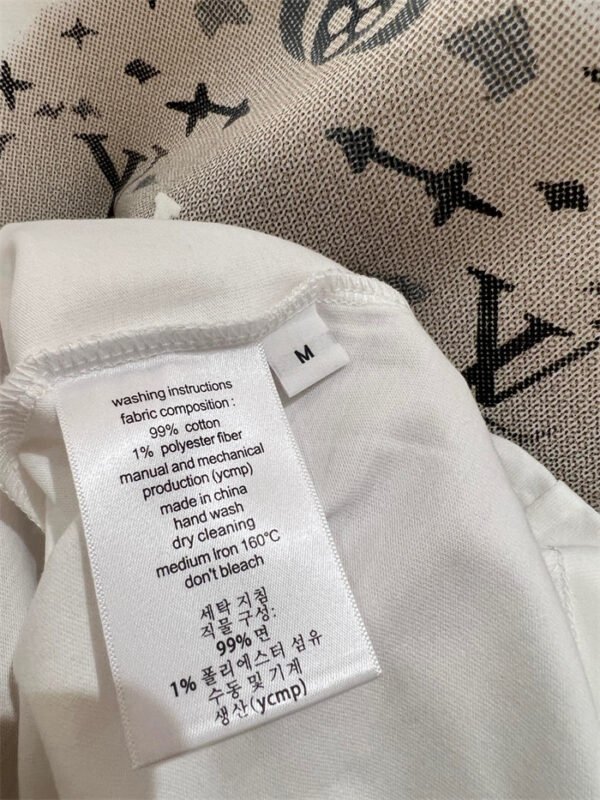 M
washing instructions
fabric composition :
99% cotton
1% polyester fiber
manual and mechanical
production (ycmp)
made in china
hand wash
dry cleaning
medium Iron 160°C
don't bleach
세탁 지침
직물 구성:
99% 면
1% 폴리에스터 섬유
수동 및 기계
생산(ycmp)
LV
LV